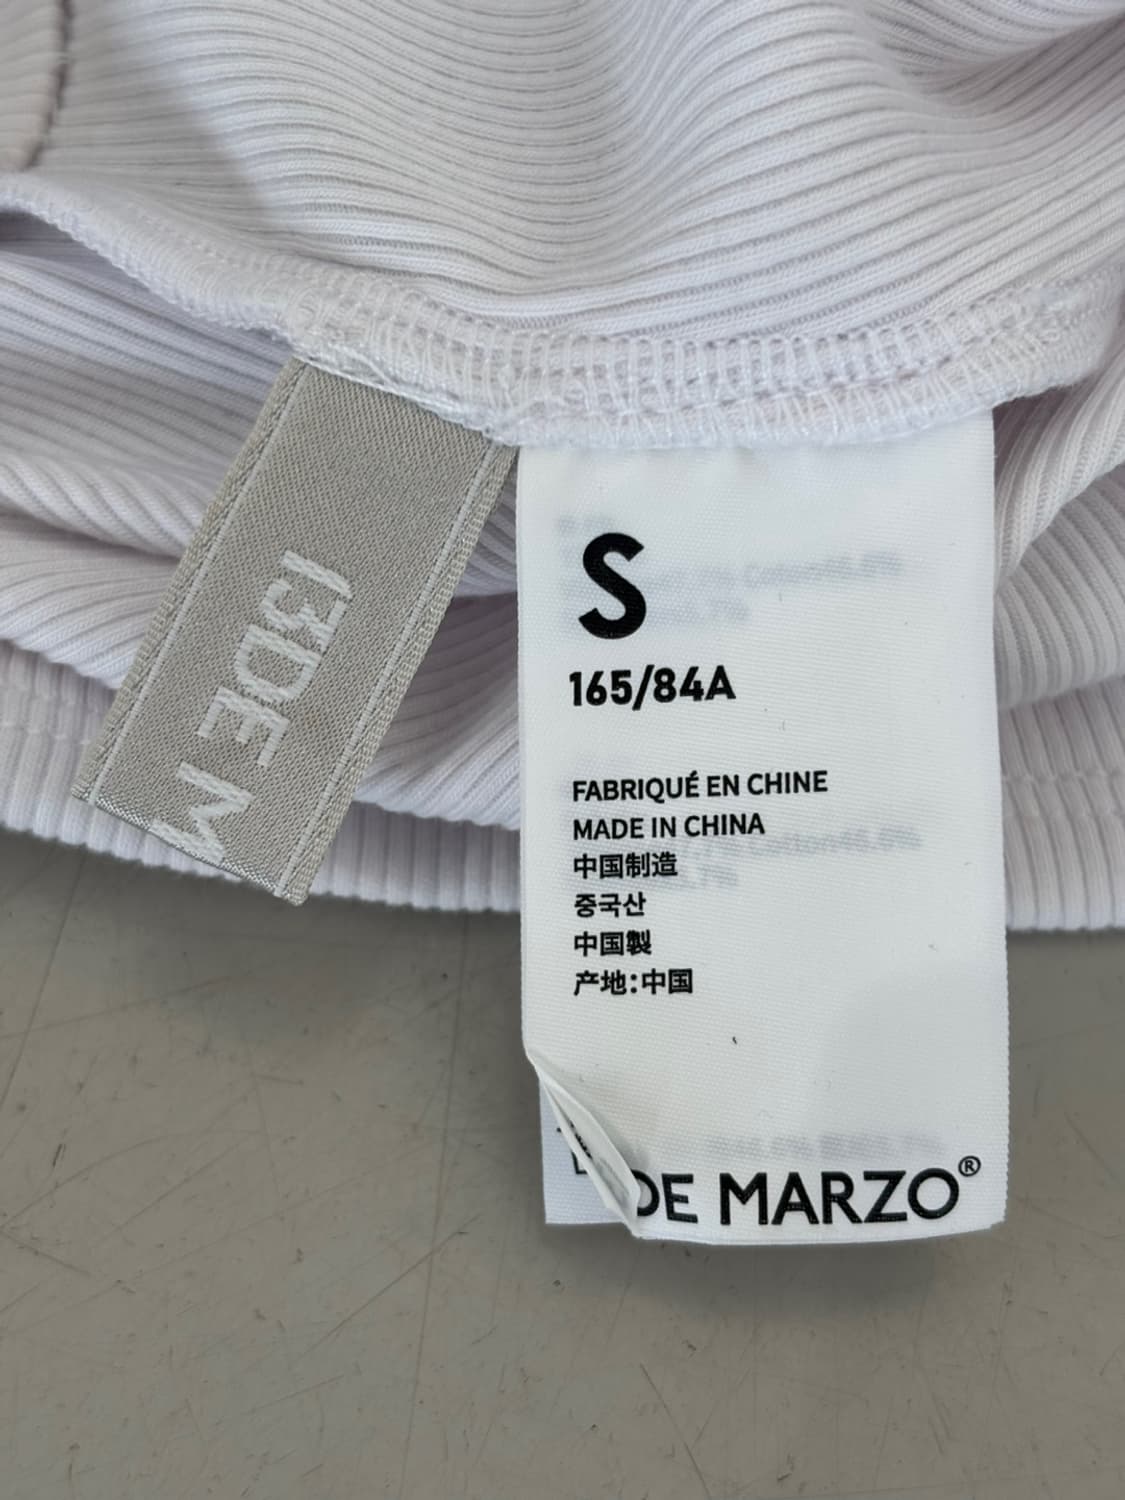 13DE M
S
165/84A
FABRIQUÉ EN CHINE
MADE IN CHINA
中国制造
중국산
中国製
产地:中国
DE MARZO®